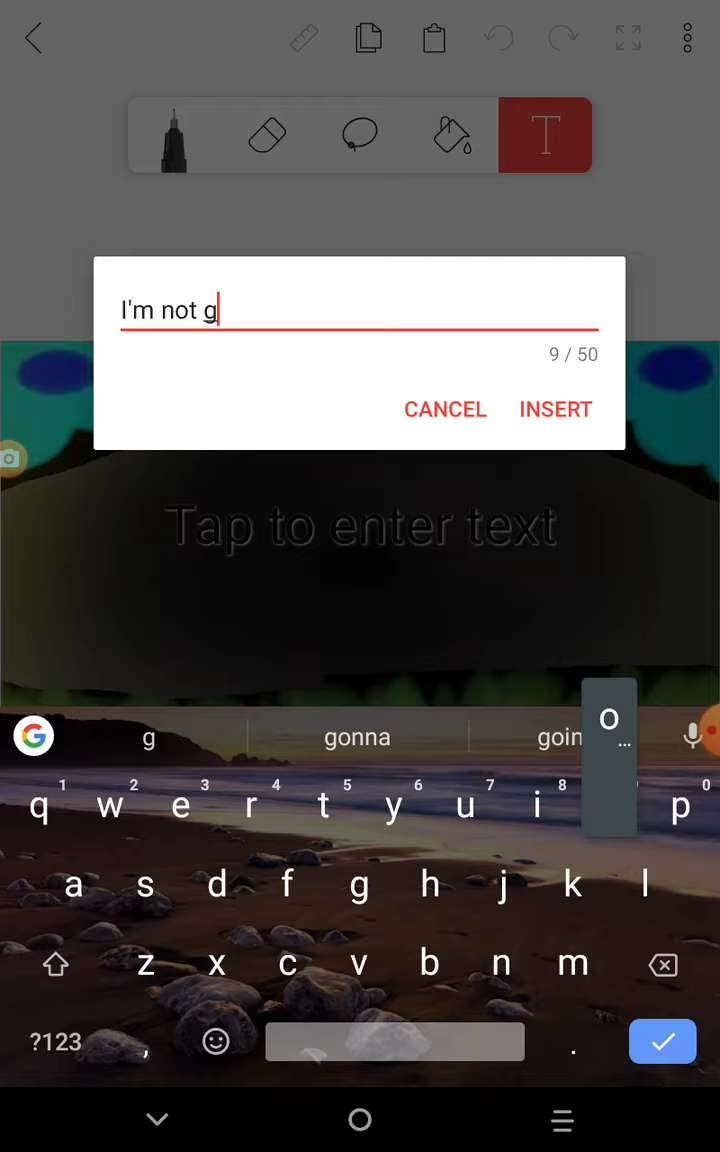 T
I'm not g
9 / 50
CANCEL INSERT
Tap to enter text
G g gonna goin
o
...
1 2 3 4 5 6 7 8 0
q w e r t y u i p
a s d f g h j k l
z x c v b n m
?123 , .